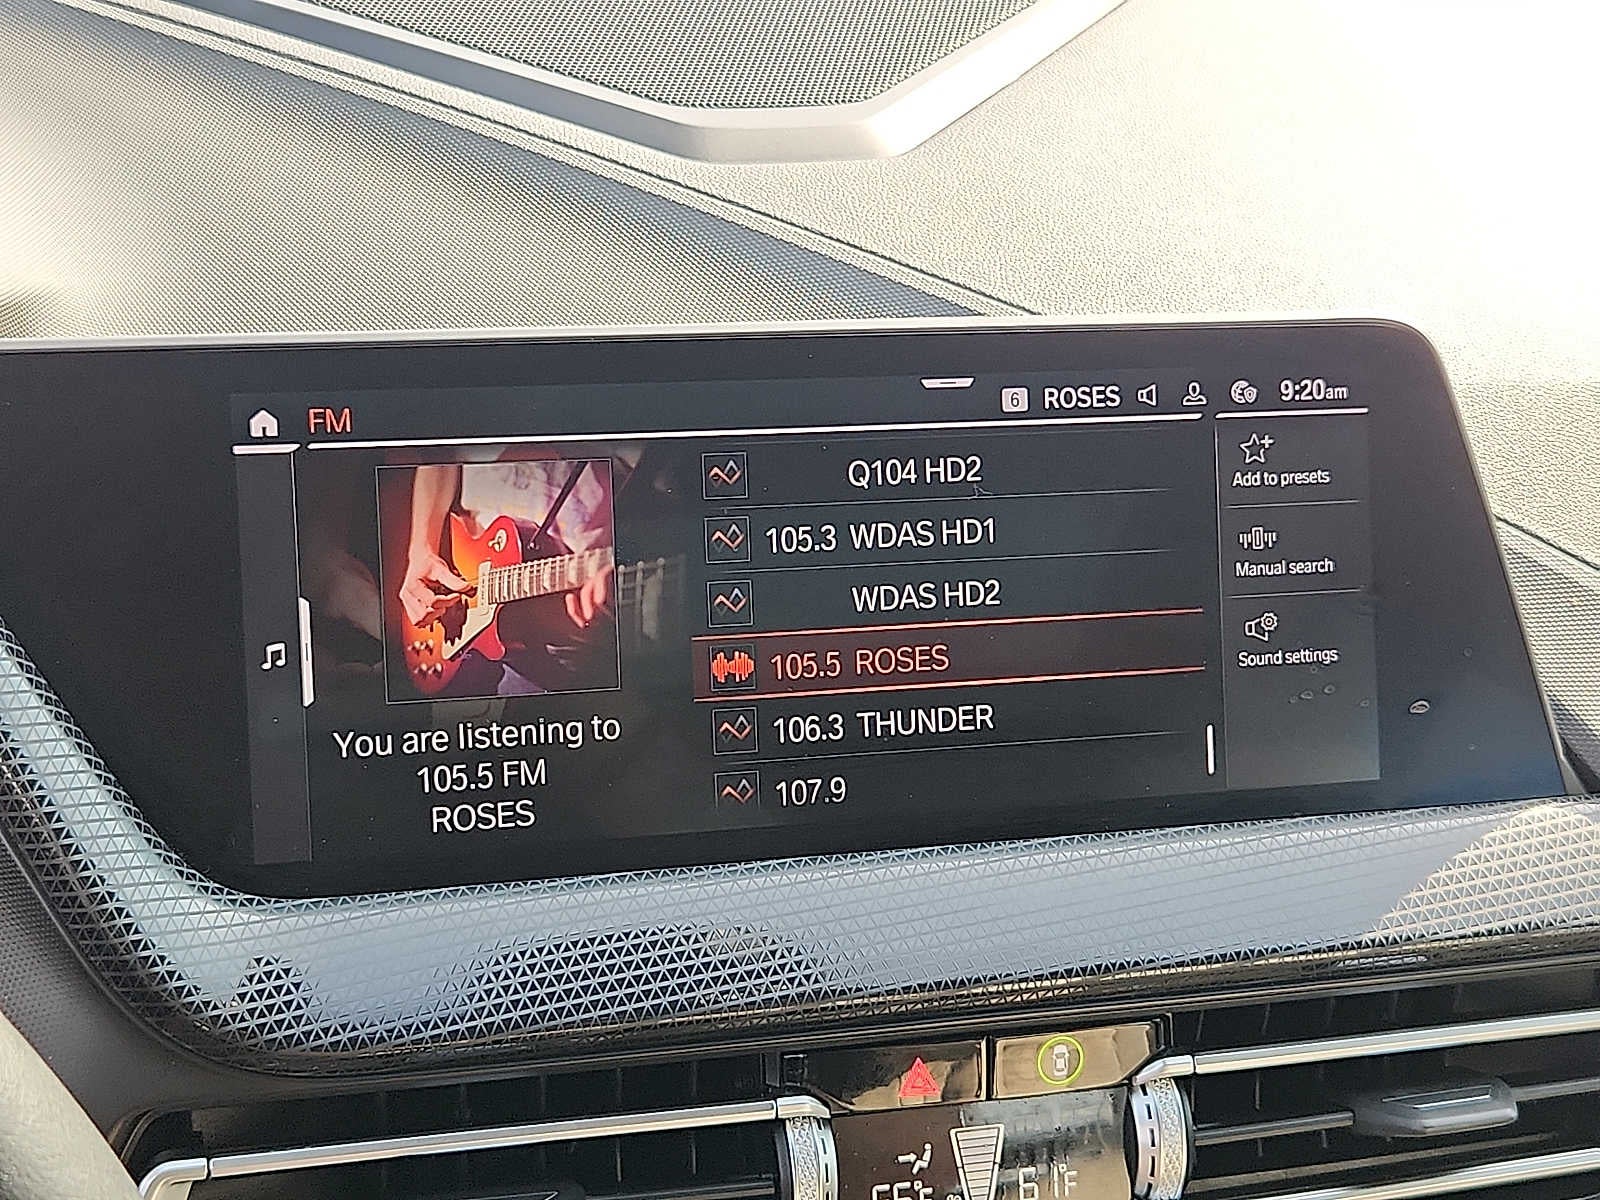 FM
6 ROSES 9:20am
Q104 HD2
105.3 WDAS HD1
WDAS HD2
105.5 ROSES
106.3 THUNDER
107.9
You are listening to
105.5 FM
ROSES
Add to presets
Manual search
Sound settings